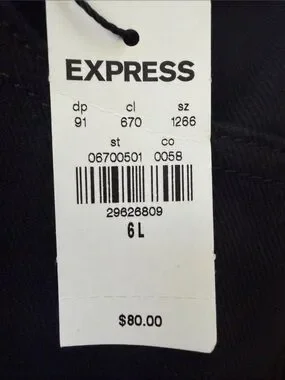 EXPRESS
dp cl sz
91 670 1266
st co
06700501 0058
29626809
6 L
$80.00